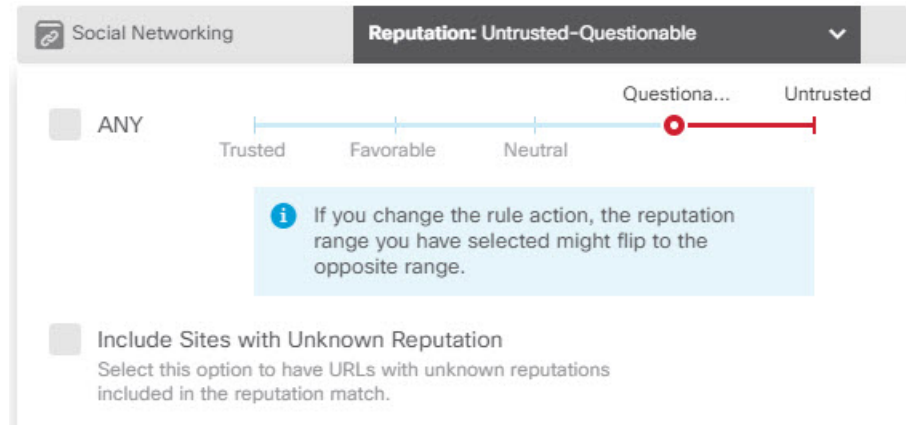 Social Networking
Reputation: Untrusted-Questionable
Questiona... Untrusted
ANY
Trusted Favorable Neutral
If you change the rule action, the reputation
range you have selected might flip to the
opposite range.
Include Sites with Unknown Reputation
Select this option to have URLs with unknown reputations
included in the reputation match.